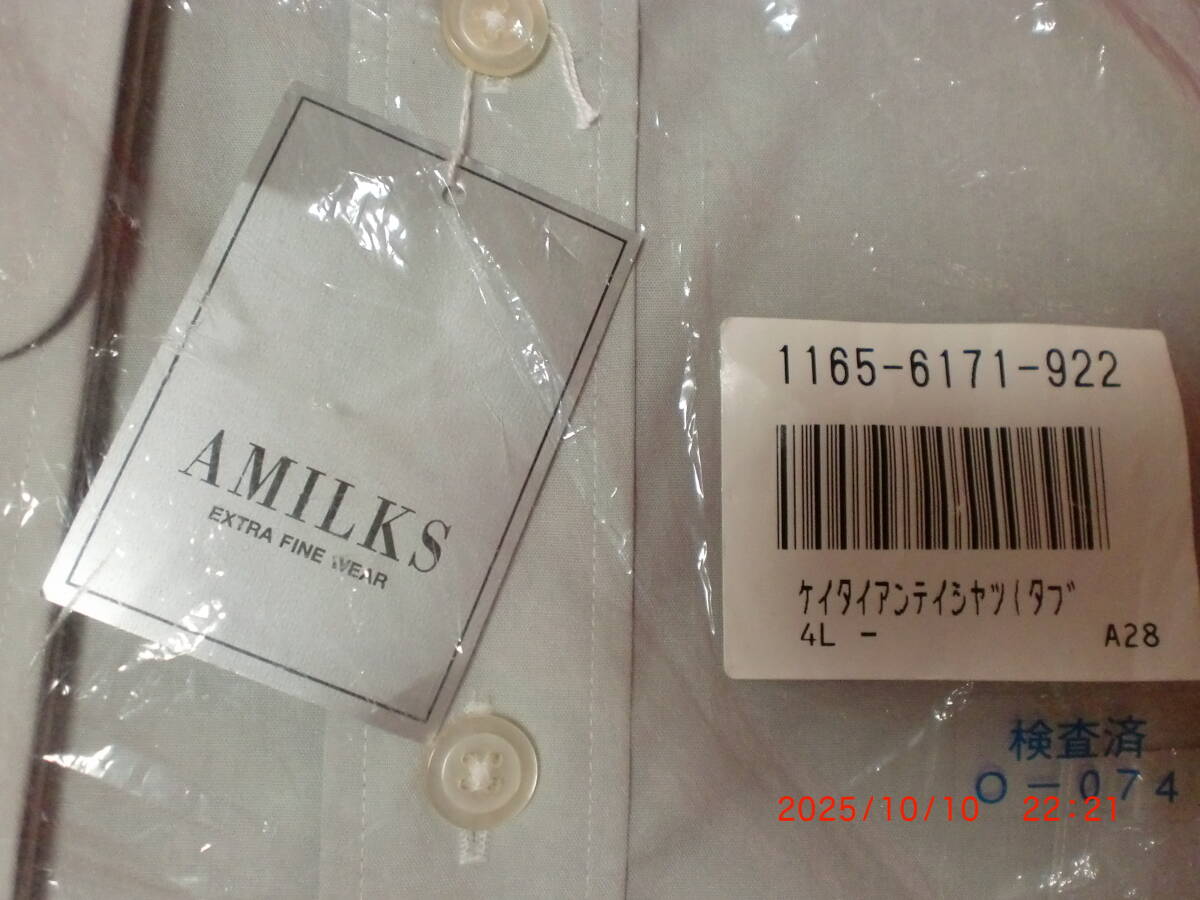 AMILKS
EXTRA FINE WEAR
1165-6171-922
ｹｲﾀｲｱﾝﾃｲｼﾔﾂ(ﾀﾌﾞ
4L -
A28
検査済
O-074
2025/10/10 22:21